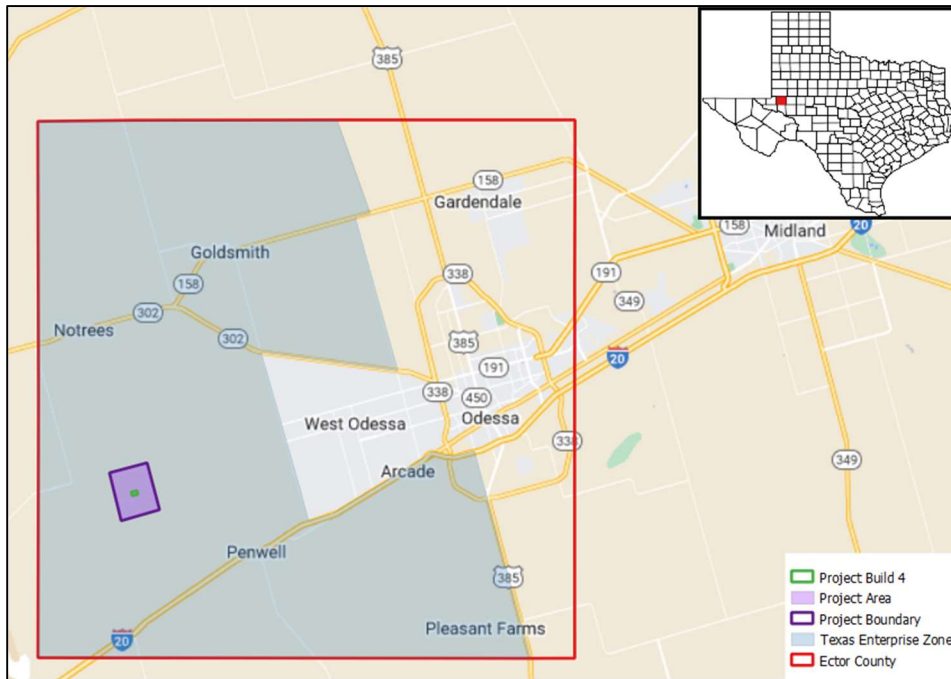 385
158
Gardendale
Goldsmith
158
Midland
20
158
338
191
349
302
Notrees
302
385
191
20
338
450
West Odessa
Odessa
338
Arcade
349
Penwell
385
20
Pleasant Farms
Project Build 4
Project Area
Project Boundary
Texas Enterprise Zone
Ector County